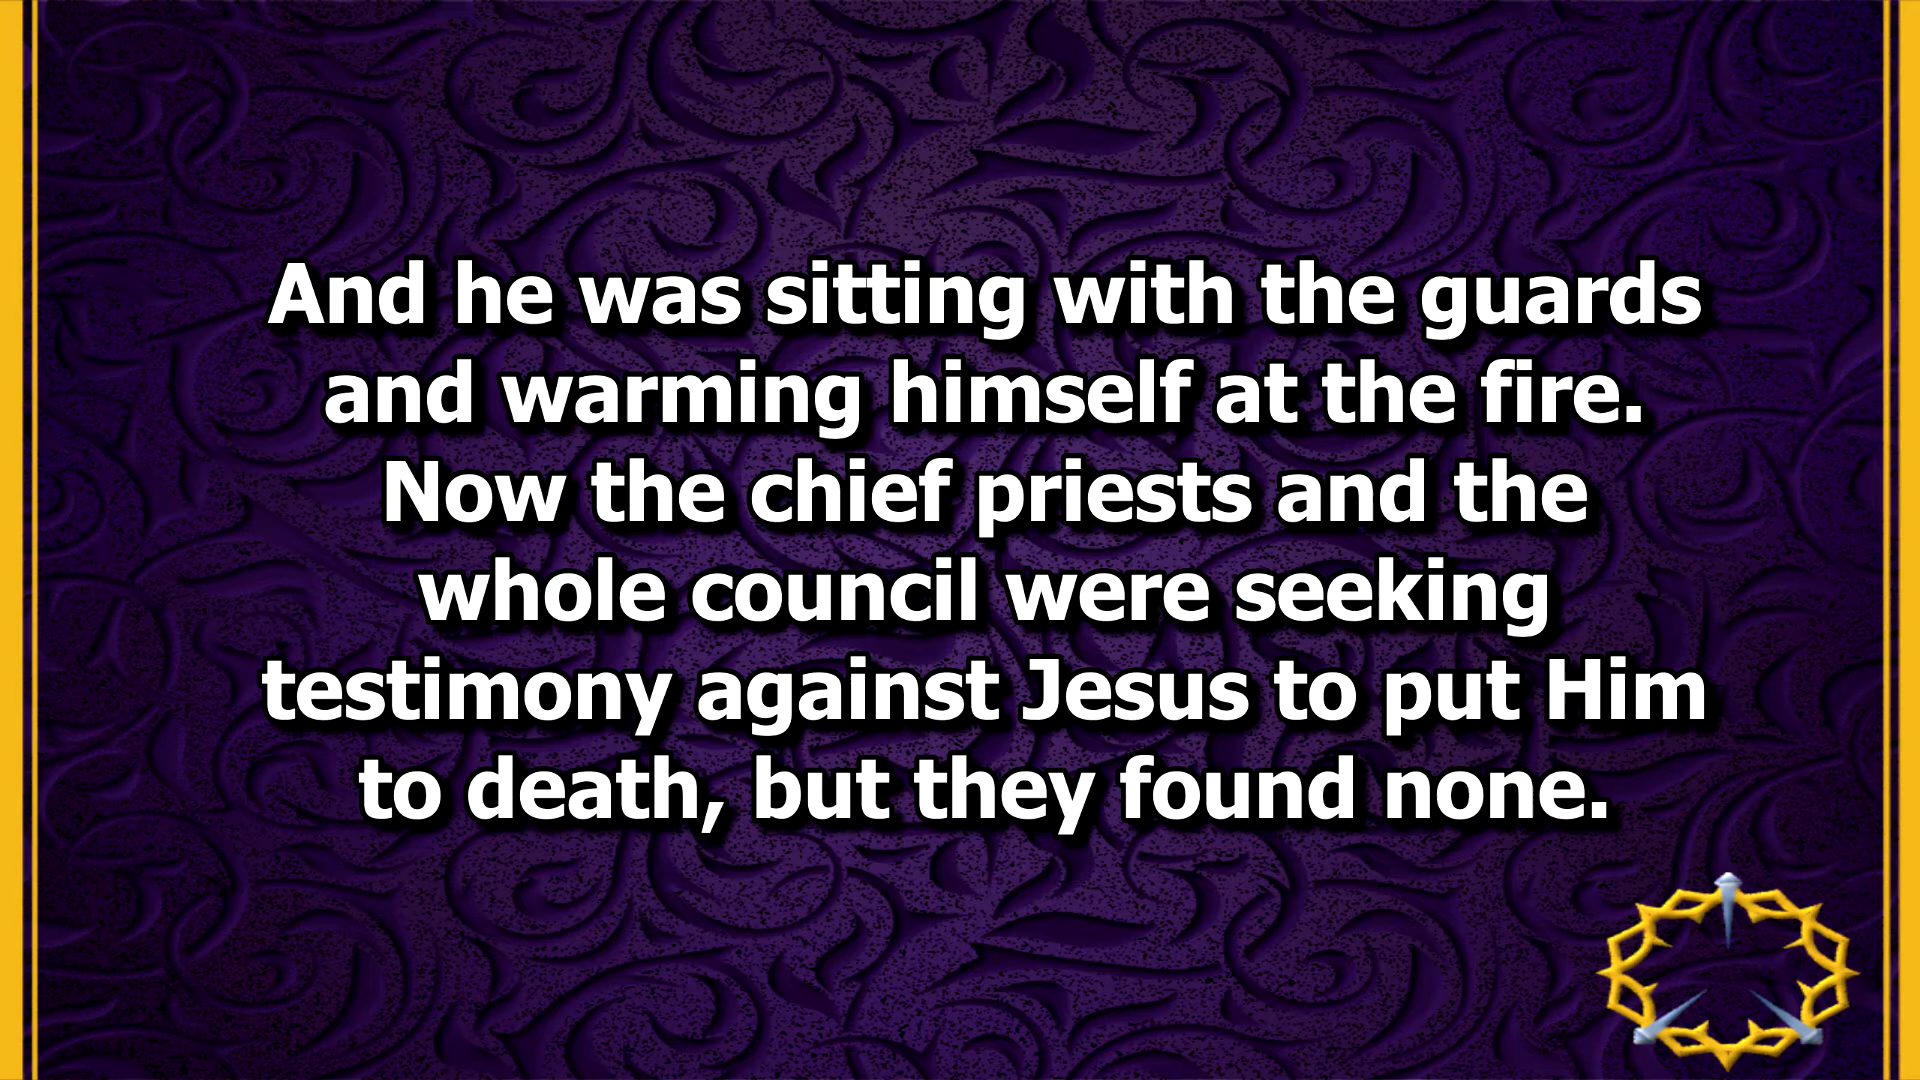 And he was sitting with the guards
and warming himself at the fire.
Now the chief priests and the
whole council were seeking
testimony against Jesus to put Him
to death, but they found none.